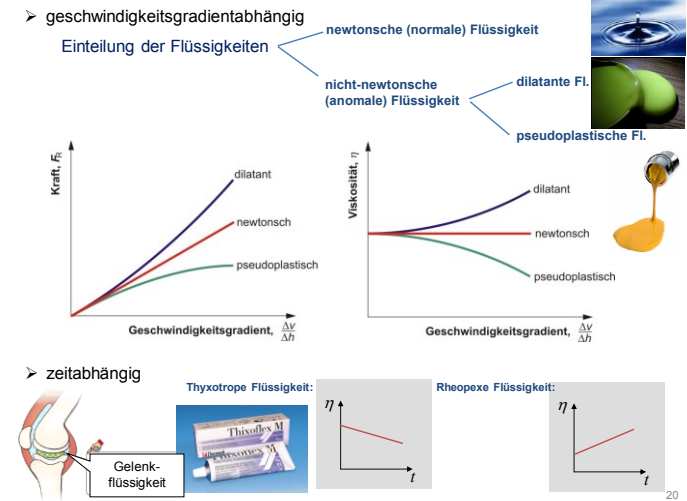 ➢ geschwindigkeitsgradientabhängig
Einteilung der Flüssigkeiten
newtonsche (normale) Flüssigkeit
nicht-newtonsche
(anomale) Flüssigkeit
dilatante Fl.
pseudoplastische Fl.
Kraft, F_R
dilatant
newtonsch
pseudoplastisch
Geschwindigkeitsgradient, Δv/Δh
Viskosität, η
dilatant
newtonsch
pseudoplastisch
Geschwindigkeitsgradient, Δv/Δh
➢ zeitabhängig
Thyxotrope Flüssigkeit:
Rheopexe Flüssigkeit:
Gelenk-
flüssigkeit
Thixoflex M
Thixoflex M
η
t
η
t
20